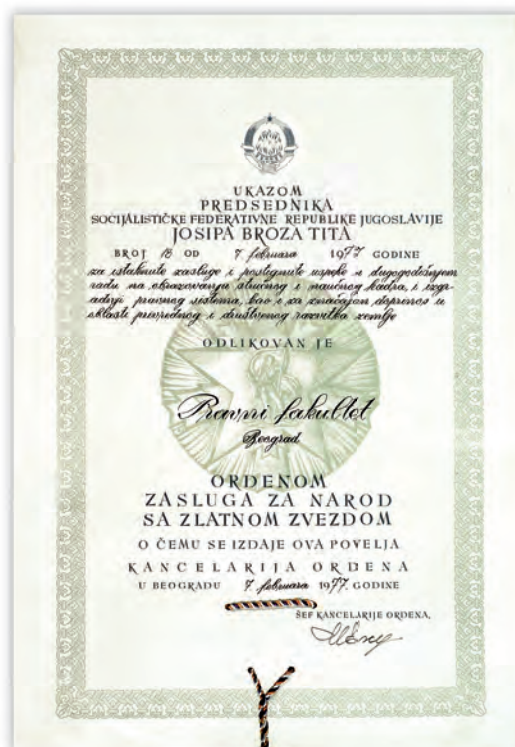 UKAZOM
PREDSEDNIKA
SOCIJALISTIČKE FEDERATIVNE REPUBLIKE JUGOSLAVIJE
JOSIPA BROZA TITA
BROJ 18 OD 7. februara 1977 GODINE
za istaknute zasluge i postignute uspehe u dugogodišnjem
radu na obrazovanju stručnog i naučnog kadra, i izgr-
adnji pravnog sistema, kao i za značajan doprinos u
oblasti privrednog i društvenog razvitka zemlje
ODLIKOVAN JE
Pravni fakultet
Beograd
ORDENOM
ZASLUGA ZA NAROD
SA ZLATNOM ZVEZDOM
O ČEMU SE IZDAJE OVA POVELJA
KANCELARIJA ORDENA
U BEOGRADU 7. februara 1977. GODINE
ŠEF KANCELARIJE ORDENA,